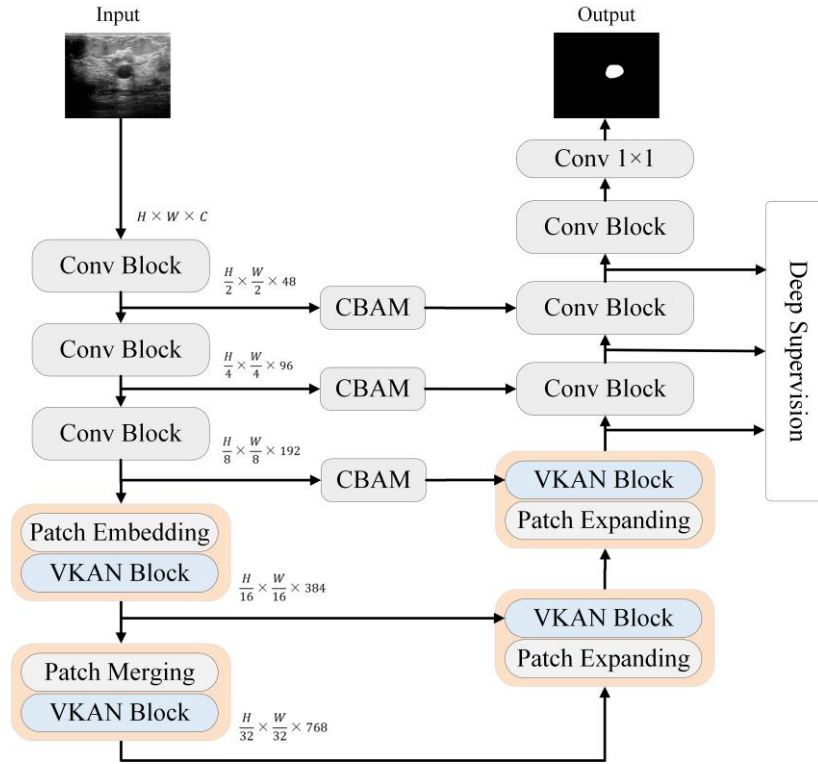 Input
Output
Conv 1×1
H × W × C
Conv Block
Conv Block
H/2 × W/2 × 48
CBAM
Conv Block
Conv Block
H/4 × W/4 × 96
CBAM
Conv Block
Conv Block
H/8 × W/8 × 192
CBAM
VKAN Block
Patch Expanding
Deep Supervision
Patch Embedding
VKAN Block
H/16 × W/16 × 384
VKAN Block
Patch Expanding
Patch Merging
VKAN Block
H/32 × W/32 × 768